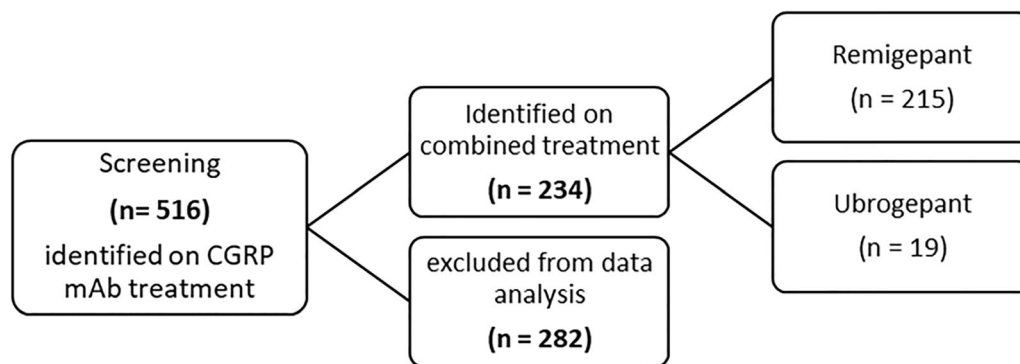 Screening
(n= 516)
identified on CGRP
mAb treatment
Identified on
combined treatment
(n = 234)
excluded from data
analysis
(n = 282)
Remigepant
(n = 215)
Ubrogepant
(n = 19)